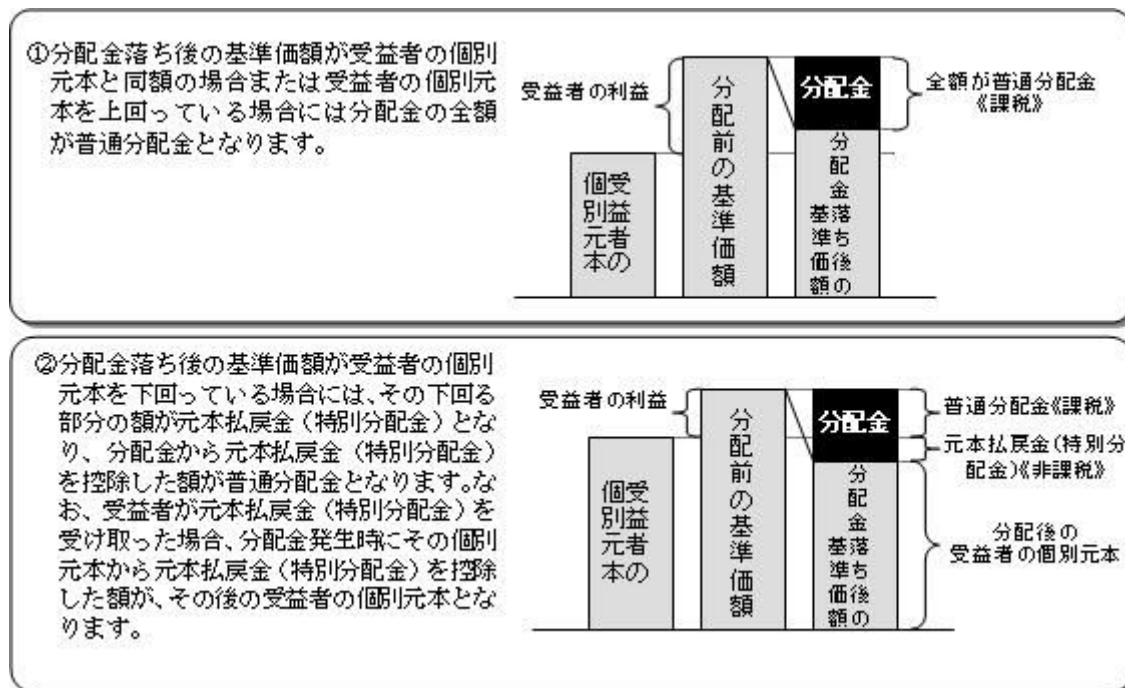 ①分配金落ち後の基準価額が受益者の個別
元本と同額の場合または受益者の個別元
本を上回っている場合には分配金の全額
が普通分配金となります。
受益者の利益
受益者の
個別元本
分配前の基準価額
分配金
分配金落ち後の
基準価額
全額が普通分配金
《課税》
②分配金落ち後の基準価額が受益者の個別
元本を下回っている場合には、その下回る
部分の額が元本払戻金(特別分配金)とな
り、分配金から元本払戻金(特別分配金)
を控除した額が普通分配金となります。な
お、受益者が元本払戻金(特別分配金)を
受け取った場合、分配金発生時にその個別
元本から元本払戻金(特別分配金)を控除
した額が、その後の受益者の個別元本とな
ります。
受益者の利益
受益者の
個別元本
分配前の基準価額
分配金
分配金落ち後の
基準価額
普通分配金《課税》
元本払戻金(特別分
配金)《非課税》
分配後の
受益者の個別元本